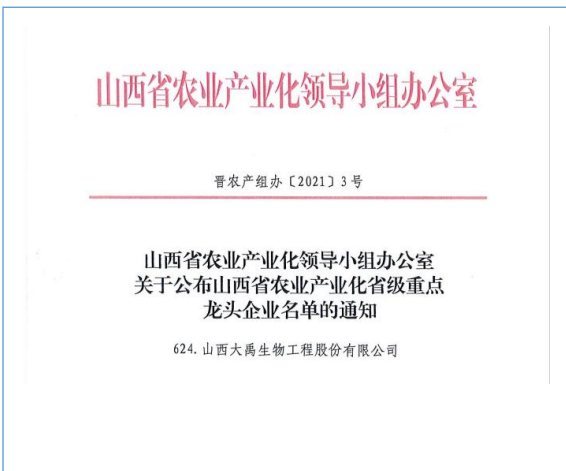 山西省农业产业化领导小组办公室
晋农产组办〔2021〕3号
山西省农业产业化领导小组办公室
关于公布山西省农业产业化省级重点
龙头企业名单的通知
624. 山西大禹生物工程股份有限公司